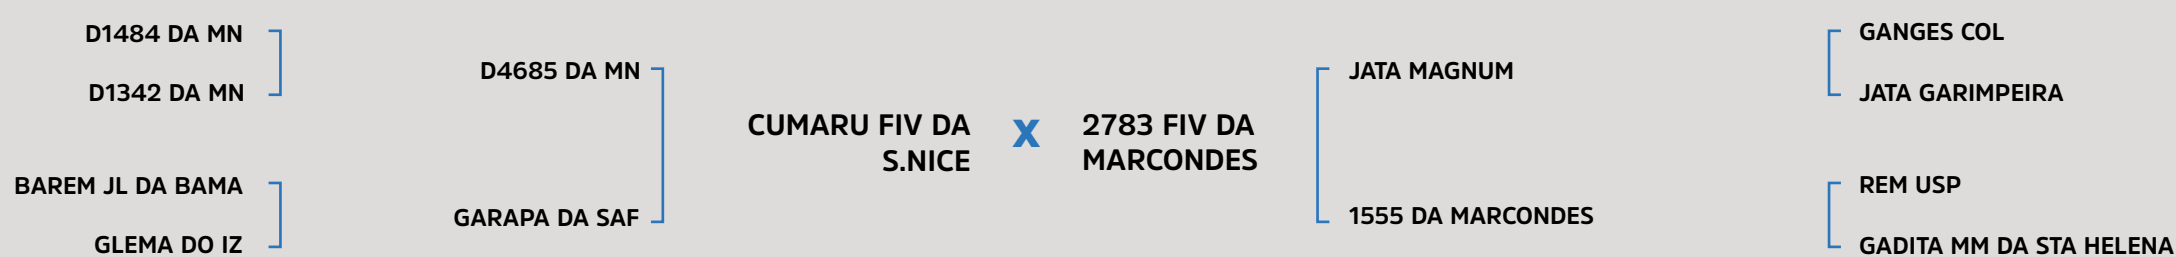 D1484 DA MN
D1342 DA MN
BAREM JL DA BAMA
GLEMA DO IZ
D4685 DA MN
GARAPA DA SAF
CUMARU FIV DA
S.NICE
X
2783 FIV DA
MARCONDES
JATA MAGNUM
1555 DA MARCONDES
GANGES COL
JATA GARIMPEIRA
REM USP
GADITA MM DA STA HELENA